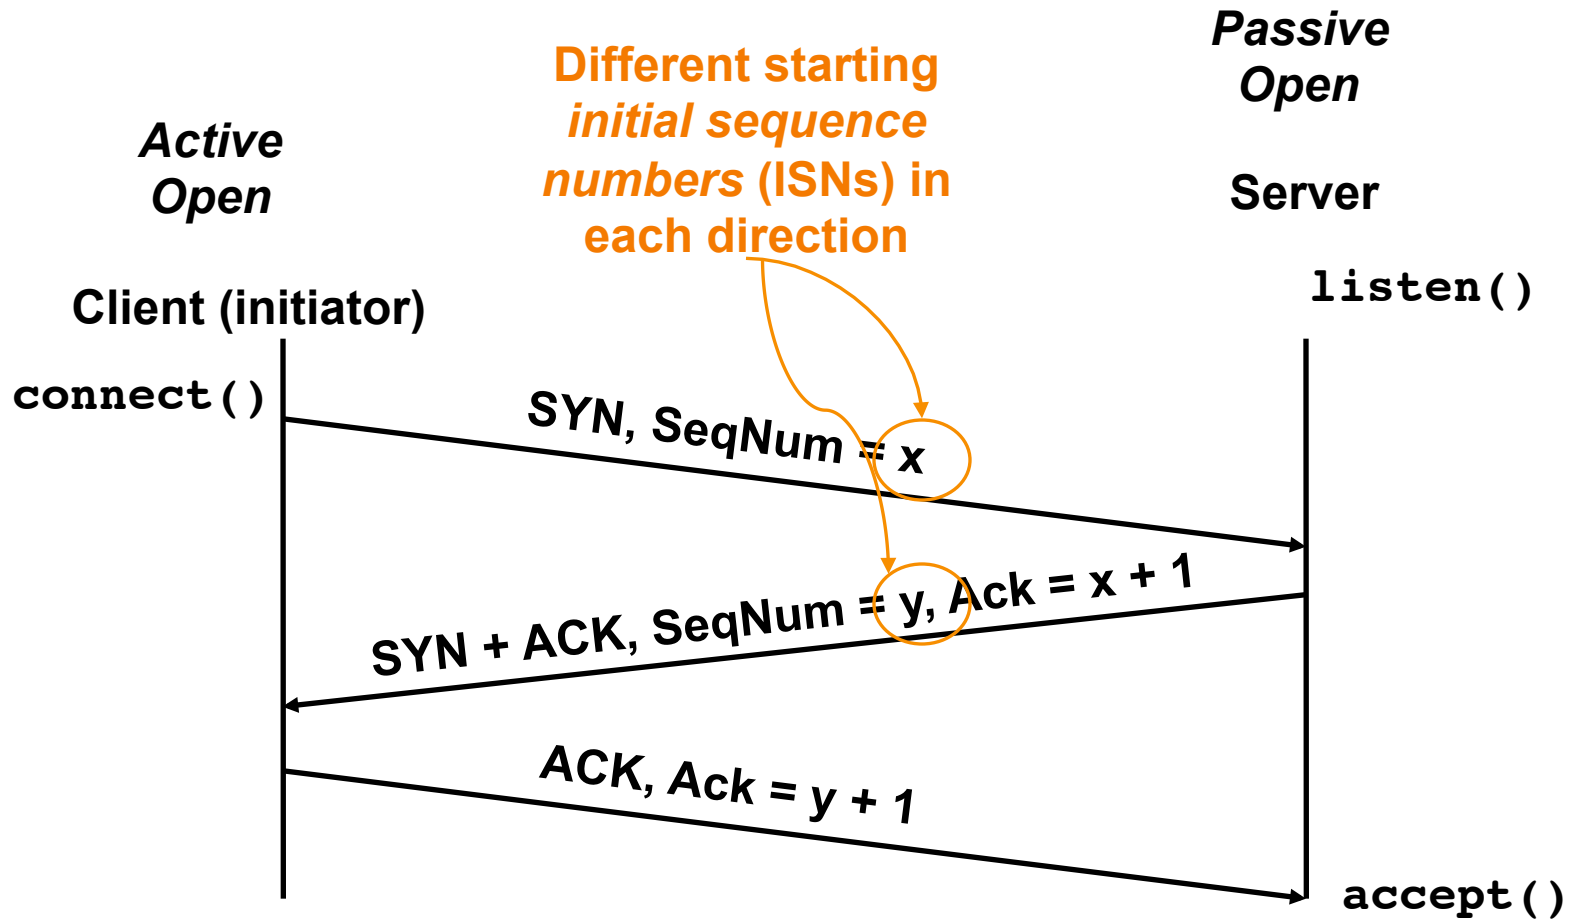 Passive
Open
Different starting
initial sequence
numbers (ISNs) in
each direction
Active
Open
Server
Client (initiator)
listen()
connect()
SYN, SeqNum = x
SYN + ACK, SeqNum = y, Ack = x + 1
ACK, Ack = y + 1
accept()